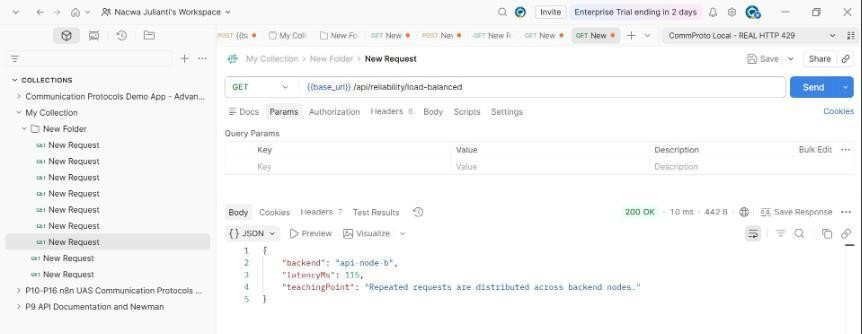 Nacwa Julianti's Workspace
Invite
Enterprise Trial ending in 2 days
POST {{ba
My Coll
New Fc
GET New
POST New
GET New R
GET New
GET New
CommProto Local - REAL HTTP 429
COLLECTIONS
Communication Protocols Demo App - Advan...
My Collection
New Folder
GET New Request
GET New Request
GET New Request
GET New Request
GET New Request
GET New Request
GET New Request
GET New Request
GET New Request
P10-P16 n8n UAS Communication Protocols ...
P9 API Documentation and Newman
My Collection > New Folder > New Request
Save
Share
GET
{{base_url}} /api/reliability/load-balanced
Send
Docs Params Authorization Headers 6 Body Scripts Settings
Cookies
Query Params
Key Value Description Bulk Edit
Key Value Description
Body Cookies Headers 7 Test Results
200 OK · 10 ms · 442 B
Save Response
{} JSON Preview Visualize
1 {
2 "backend": "api-node-b",
3 "latencyMs": 115,
4 "teachingPoint": "Repeated requests are distributed across backend nodes."
5 }